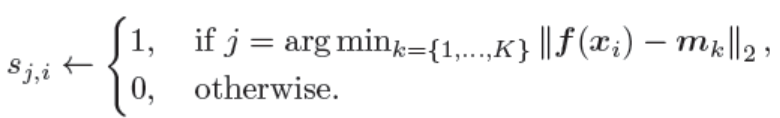 s_{j,i} ← { 1, if j = arg min_{k={1,...,K}} ‖f(x_i) − m_k‖_2 ,
0, otherwise.